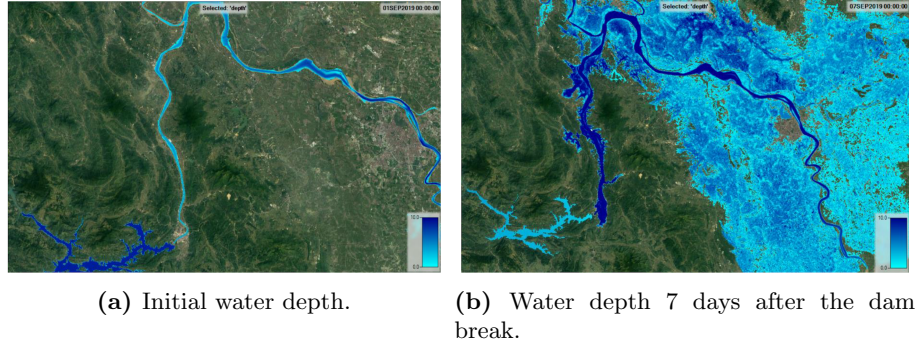 Selected: 'depth'
01SEP2019 00:00:00
10.0
0.0
Selected: 'depth'
07SEP2019 00:00:00
10.0
0.0
(a) Initial water depth.
(b) Water depth 7 days after the dam
break.